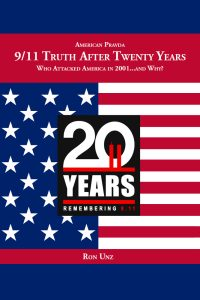 American Pravda
9/11 Truth After Twenty Years
Who Attacked America in 2001...and Why?
20
YEARS
REMEMBERING 9/11
Ron Unz